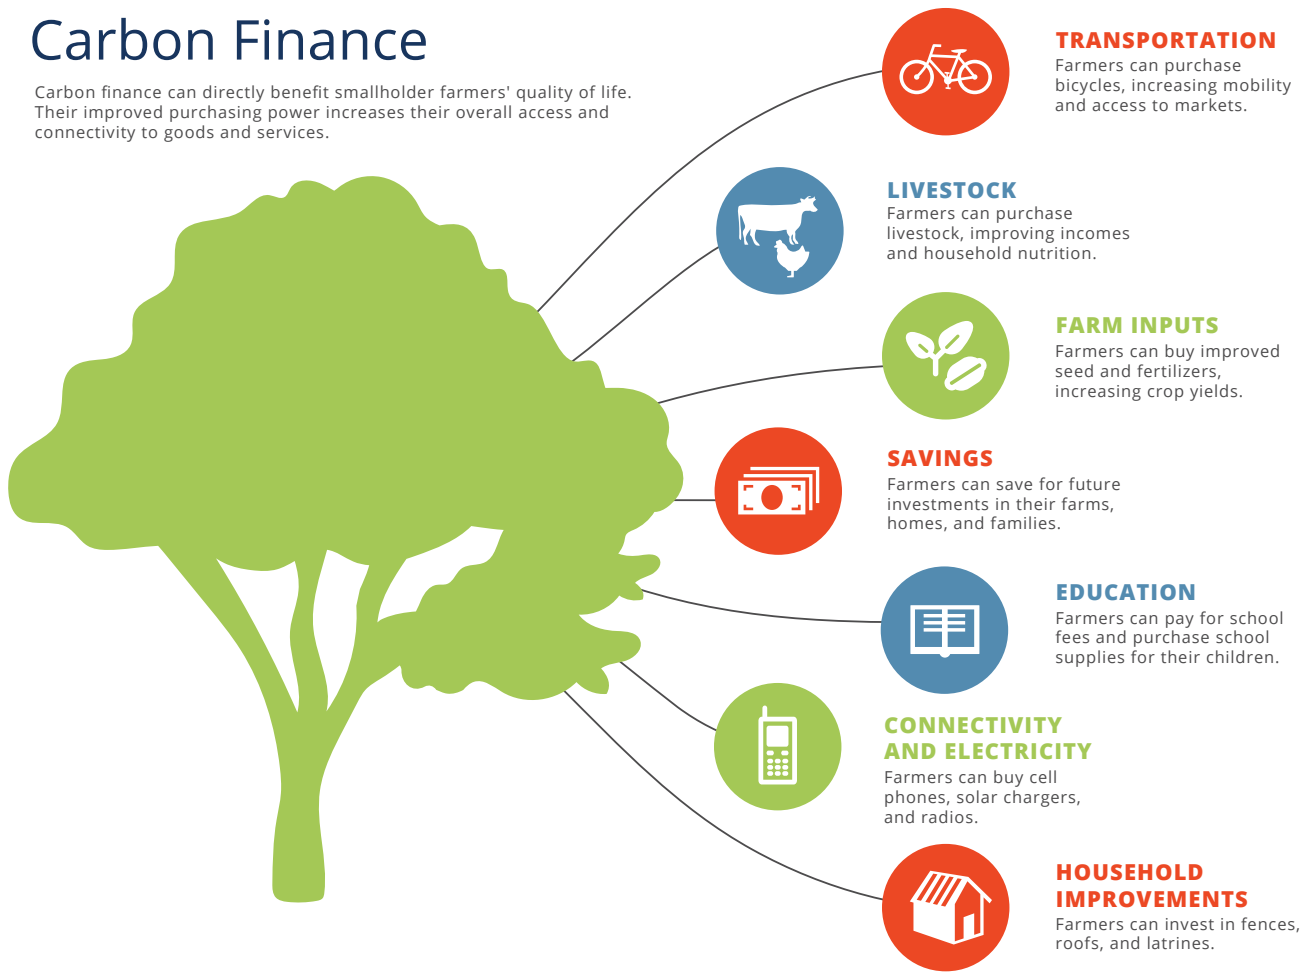 Carbon Finance
Carbon finance can directly benefit smallholder farmers' quality of life.
Their improved purchasing power increases their overall access and
connectivity to goods and services.
TRANSPORTATION
Farmers can purchase
bicycles, increasing mobility
and access to markets.
LIVESTOCK
Farmers can purchase
livestock, improving incomes
and household nutrition.
FARM INPUTS
Farmers can buy improved
seed and fertilizers,
increasing crop yields.
SAVINGS
Farmers can save for future
investments in their farms,
homes, and families.
EDUCATION
Farmers can pay for school
fees and purchase school
supplies for their children.
CONNECTIVITY
AND ELECTRICITY
Farmers can buy cell
phones, solar chargers,
and radios.
HOUSEHOLD
IMPROVEMENTS
Farmers can invest in fences,
roofs, and latrines.